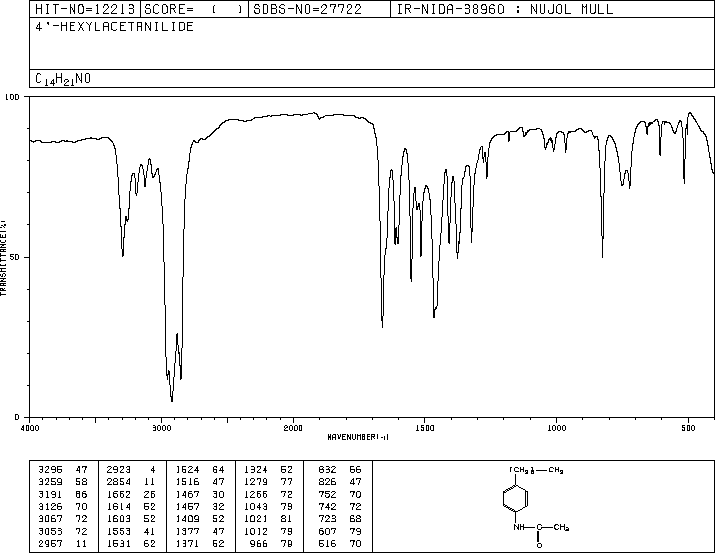 HIT-NO=12213 SCORE= ( ) SDBS-NO=27722 IR-NIDA-38960 : NUJOL MULL
4'-HEXYLACETANILIDE
C14H21NO
100
50
0
TRANSMITTANCE(%)
4000 3000 2000 1500 1000 500
WAVENUMBER(-1)
3295 47 2923 4 1624 64 1324 52 832 66
3259 58 2854 11 1516 47 1279 77 826 47
3191 66 1662 26 1467 30 1266 72 752 70
3126 70 1614 52 1457 32 1043 79 742 72
3067 72 1603 52 1409 52 1021 81 723 68
3053 72 1553 41 1377 47 1012 79 607 79
2957 11 1531 62 1371 52 966 79 516 70
(CH2)5—CH3
NH—C—CH3
O